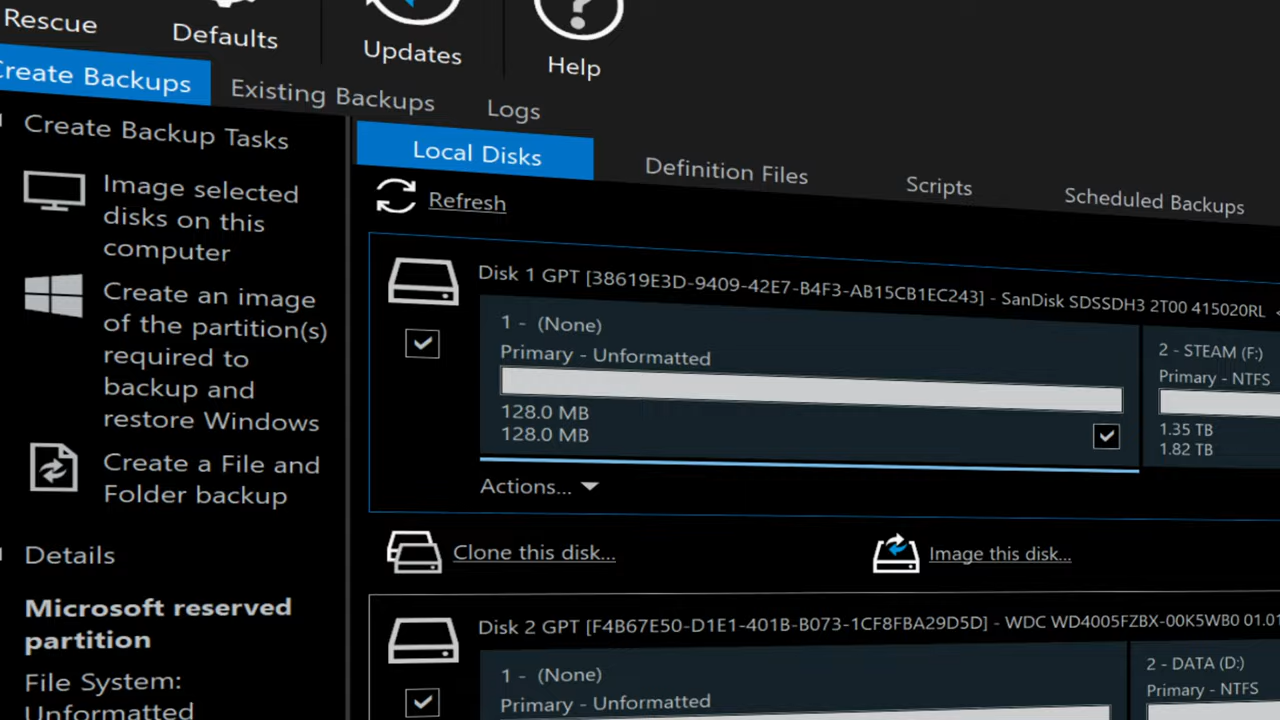 Rescue
Defaults
Updates
Help
Create Backups
Existing Backups
Logs
Create Backup Tasks
Image selected
disks on this
computer
Create an image
of the partition(s)
required to
backup and
restore Windows
Create a File and
Folder backup
Details
Microsoft reserved
partition
File System:
Unformatted
Local Disks
Definition Files
Scripts
Scheduled Backups
Refresh
Disk 1 GPT [38619E3D-9409-42E7-B4F3-AB15CB1EC243] - SanDisk SDSSDH3 2T00 415020RL
1 - (None)
Primary - Unformatted
128.0 MB
128.0 MB
2 - STEAM (F:)
Primary - NTFS
1.35 TB
1.82 TB
Actions...
Clone this disk...
Image this disk...
Disk 2 GPT [F4B67E50-D1E1-401B-B073-1CF8FBA29D5D] - WDC WD4005FZBX-00K5WB0 01.01
1 - (None)
Primary - Unformatted
2 - DATA (D:)
Primary - NTFS